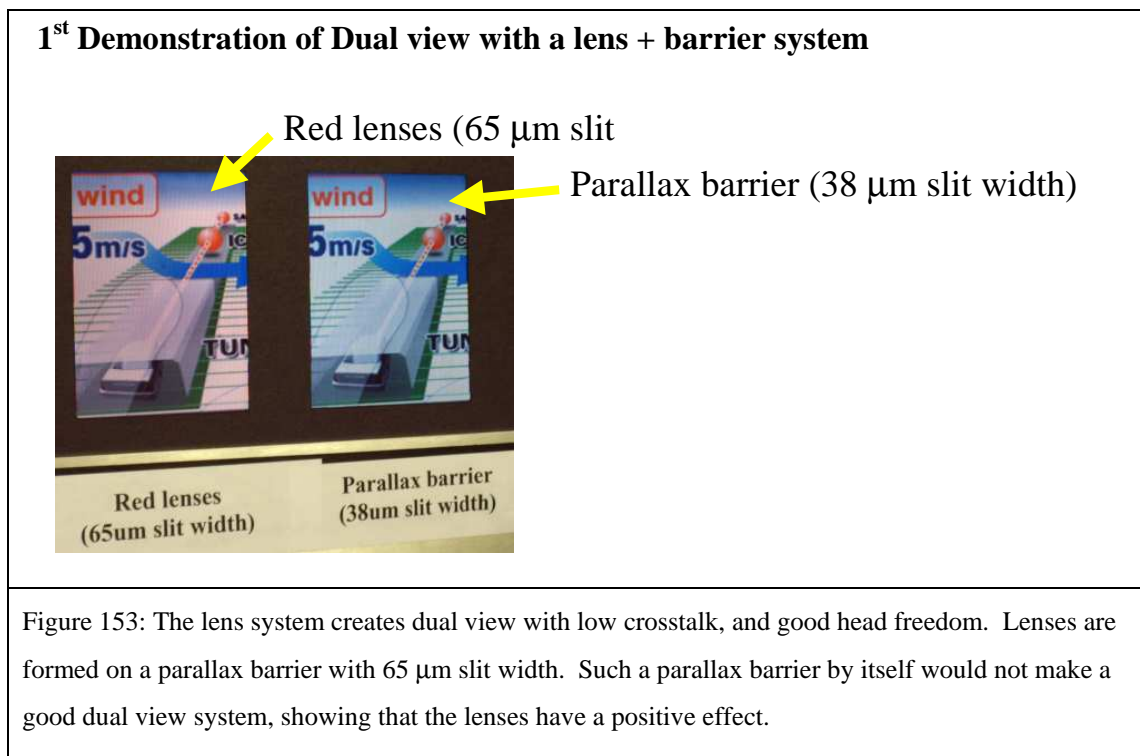 1st Demonstration of Dual view with a lens + barrier system
Red lenses (65 μm slit
Parallax barrier (38 μm slit width)
wind
5m/s
SA
IC
TUN
wind
5m/s
SA
IC
TUN
Red lenses
(65um slit width)
Parallax barrier
(38um slit width)
Figure 153: The lens system creates dual view with low crosstalk, and good head freedom. Lenses are
formed on a parallax barrier with 65 μm slit width. Such a parallax barrier by itself would not make a
good dual view system, showing that the lenses have a positive effect.